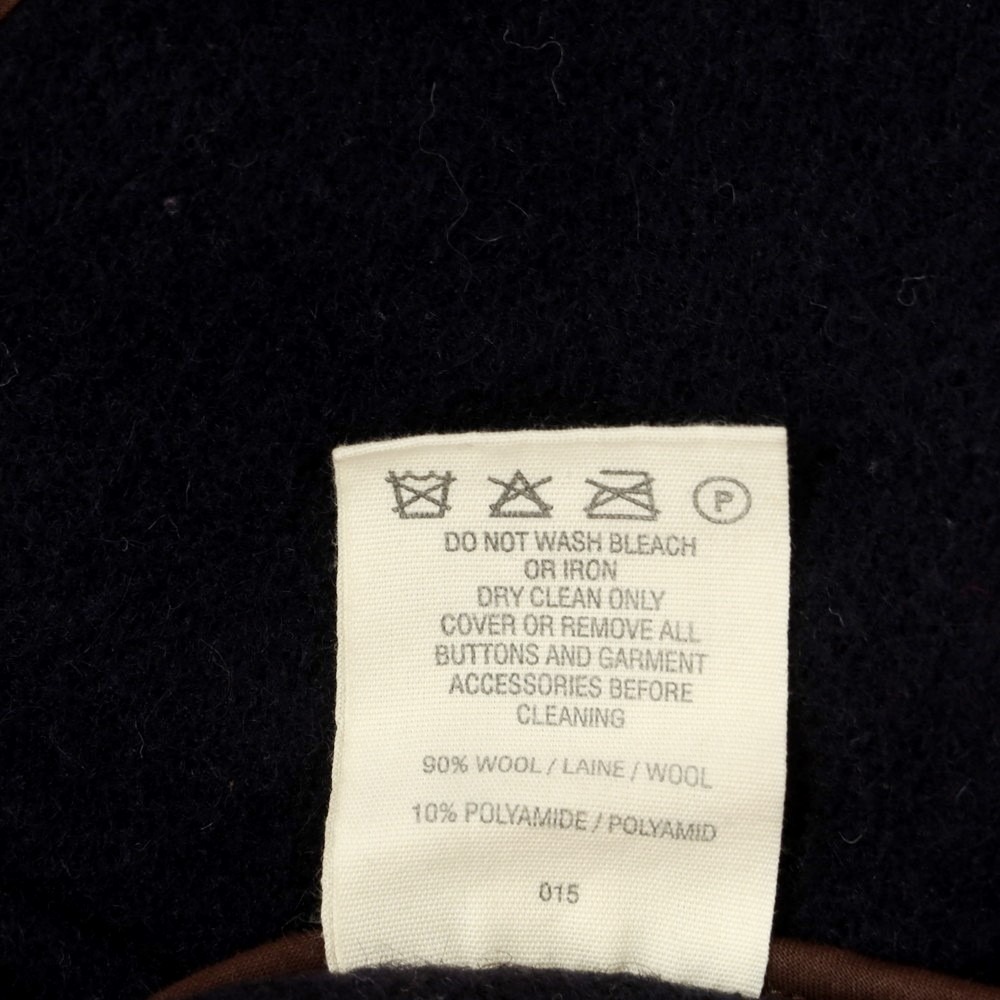 P
DO NOT WASH BLEACH
OR IRON
DRY CLEAN ONLY
COVER OR REMOVE ALL
BUTTONS AND GARMENT
ACCESSORIES BEFORE
CLEANING
90% WOOL / LAINE / WOOL
10% POLYAMIDE / POLYAMID
015